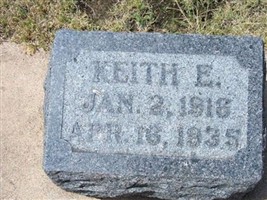 KEITH E.
JAN. 2, 1916
APR. 16, 1935